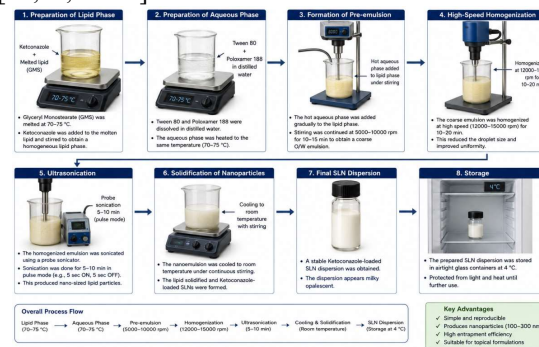 1. Preparation of Lipid Phase
Ketoconazole
+
Melted lipid
(GMS)
70-75 °C
• Glyceryl Monostearate (GMS) was
melted at 70–75 °C.
• Ketoconazole was added to the molten
lipid and stirred to obtain a
homogeneous lipid phase.
2. Preparation of Aqueous Phase
Tween 80
+
Poloxamer 188
in distilled
water
70-75 °C
• Tween 80 and Poloxamer 188 were
dissolved in distilled water.
• The aqueous phase was heated to the
same temperature (70–75 °C).
3. Formation of Pre-emulsion
Hot aqueous
phase added
to lipid phase
under stirring
• The hot aqueous phase was added
gradually to the lipid phase.
• Stirring was continued at 5000–10000 rpm
for 10–15 min to obtain a coarse
O/W emulsion.
4. High-Speed Homogenization
Homogeniz
at 12000–1
rpm for
10–20 min
• The coarse emulsion was homogenized
at high speed (12000–15000 rpm) for
10–20 min.
• This reduced the droplet size and
improved uniformity.
5. Ultrasonication
Probe
sonication
5–10 min
(pulse mode)
• The homogenized emulsion was sonicated
using a probe sonicator.
• Sonication was done for 5–10 min in
pulse mode (e.g., 5 sec ON, 5 sec OFF).
• This produced nano-sized lipid particles.
6. Solidification of Nanoparticles
Cooling to
room
temperature
with stirring
• The nanoemulsion was cooled to room
temperature under continuous stirring.
• The lipid solidified and Ketoconazole-
loaded SLNs were formed.
7. Final SLN Dispersion
• A stable Ketoconazole-loaded
SLN dispersion was obtained.
• The dispersion appears milky
opalescent.
8. Storage
4°C
• The prepared SLN dispersion was stored
in airtight glass containers at 4 °C.
• Protected from light and heat until
further use.
Overall Process Flow
Lipid Phase
(70–75 °C)
Aqueous Phase
(70–75 °C)
Pre-emulsion
(5000–10000 rpm)
Homogenization
(12000–15000 rpm)
Ultrasonication
(5–10 min)
Cooling & Solidification
(Room temperature)
SLN Dispersion
(Storage at 4 °C)
Key Advantages
✓ Simple and reproducible
✓ Produces nanoparticles (100–300 nm
✓ High entrapment efficiency
✓ Suitable for topical formulations